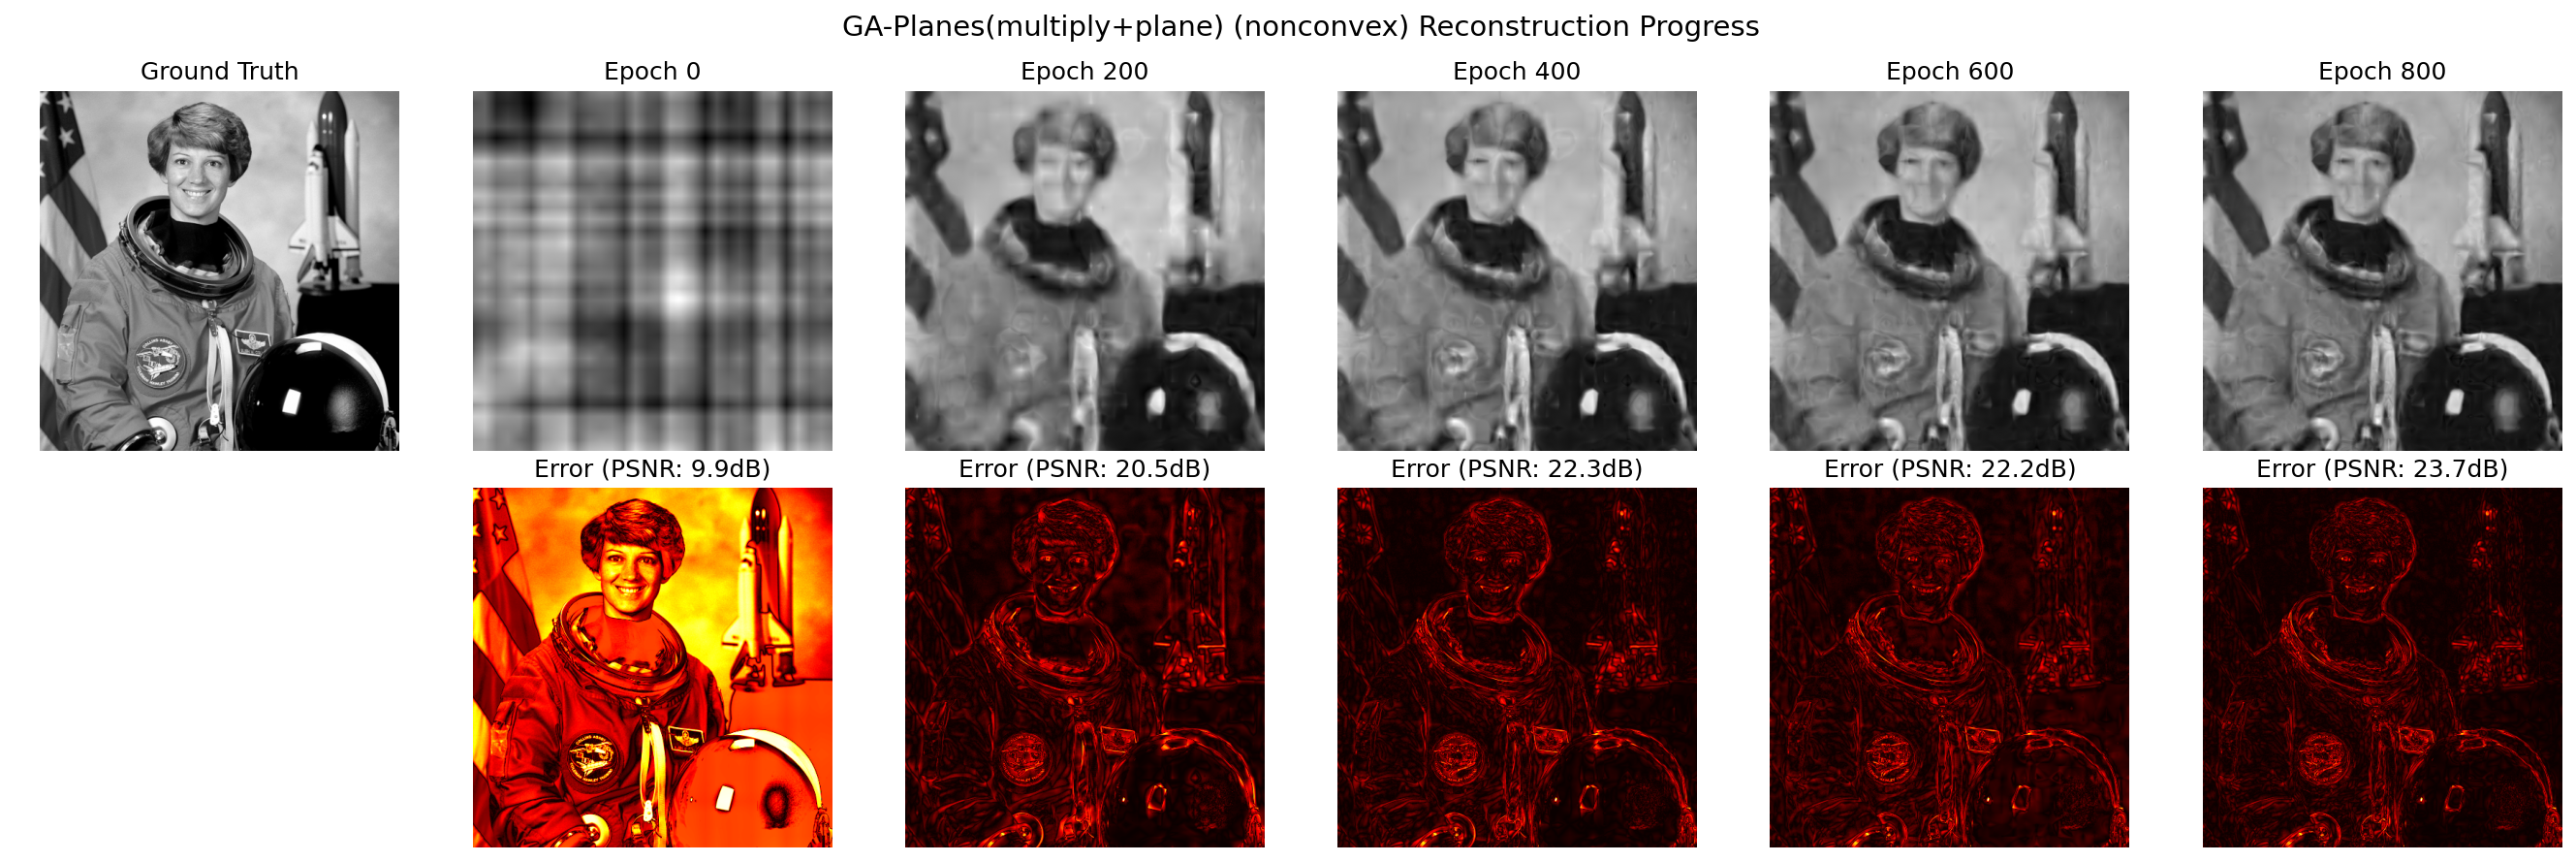 GA-Planes(multiply+plane) (nonconvex) Reconstruction Progress
Ground Truth
Epoch 0
Epoch 200
Epoch 400
Epoch 600
Epoch 800
Error (PSNR: 9.9dB)
Error (PSNR: 20.5dB)
Error (PSNR: 22.3dB)
Error (PSNR: 22.2dB)
Error (PSNR: 23.7dB)